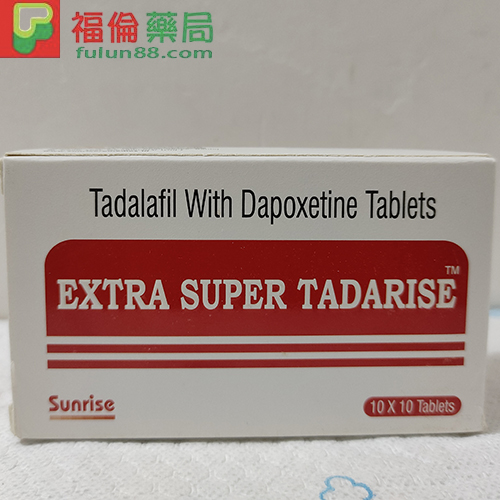 福倫藥局
fulun88.com
Tadalafil With Dapoxetine Tablets
EXTRA SUPER TADARISE™
Sunrise
10 X 10 Tablets